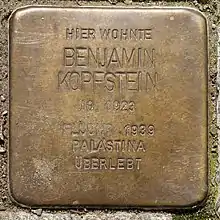 HIER WOHNTE
BENJAMIN
KOPFSTEIN
JG. 1923
FLUCHT 1939
PALÄSTINA
ÜBERLEBT